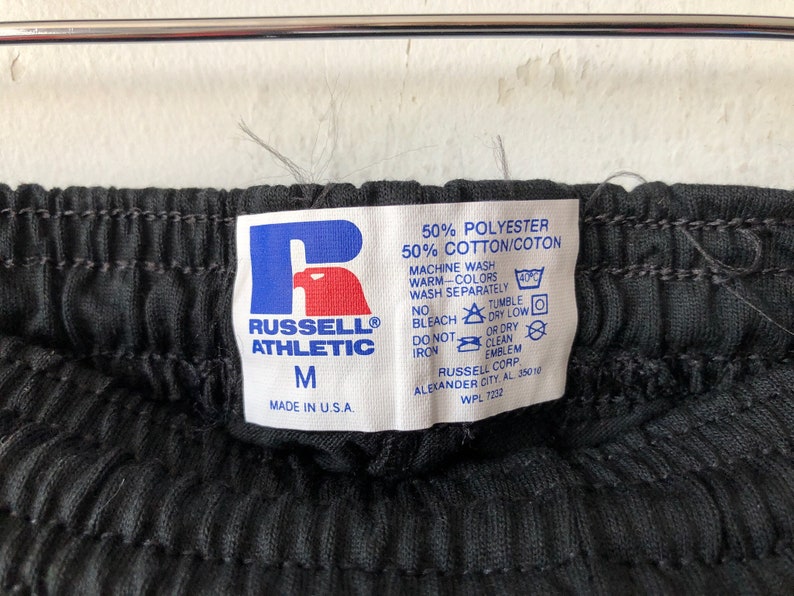 R
RUSSELL®
ATHLETIC
M
MADE IN U.S.A.
50% POLYESTER
50% COTTON/COTON
MACHINE WASH
WARM-COLORS
WASH SEPARATELY 40°C
NO BLEACH TUMBLE DRY LOW
DO NOT IRON OR DRY CLEAN EMBLEM
RUSSELL CORP.
ALEXANDER CITY, AL. 35010
WPL 7232